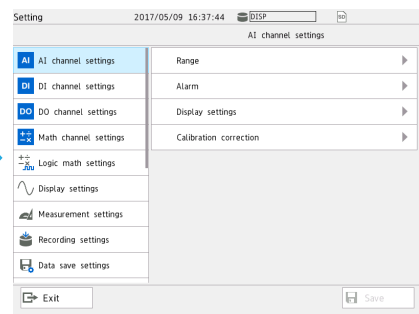 Setting 2017/05/09 16:37:44 DISP SD
AI channel settings
AI AI channel settings
Range
DI DI channel settings
Alarm
DO DO channel settings
Display settings
Math channel settings
Calibration correction
Logic math settings
Display settings
Measurement settings
Recording settings
Data save settings
Exit Save